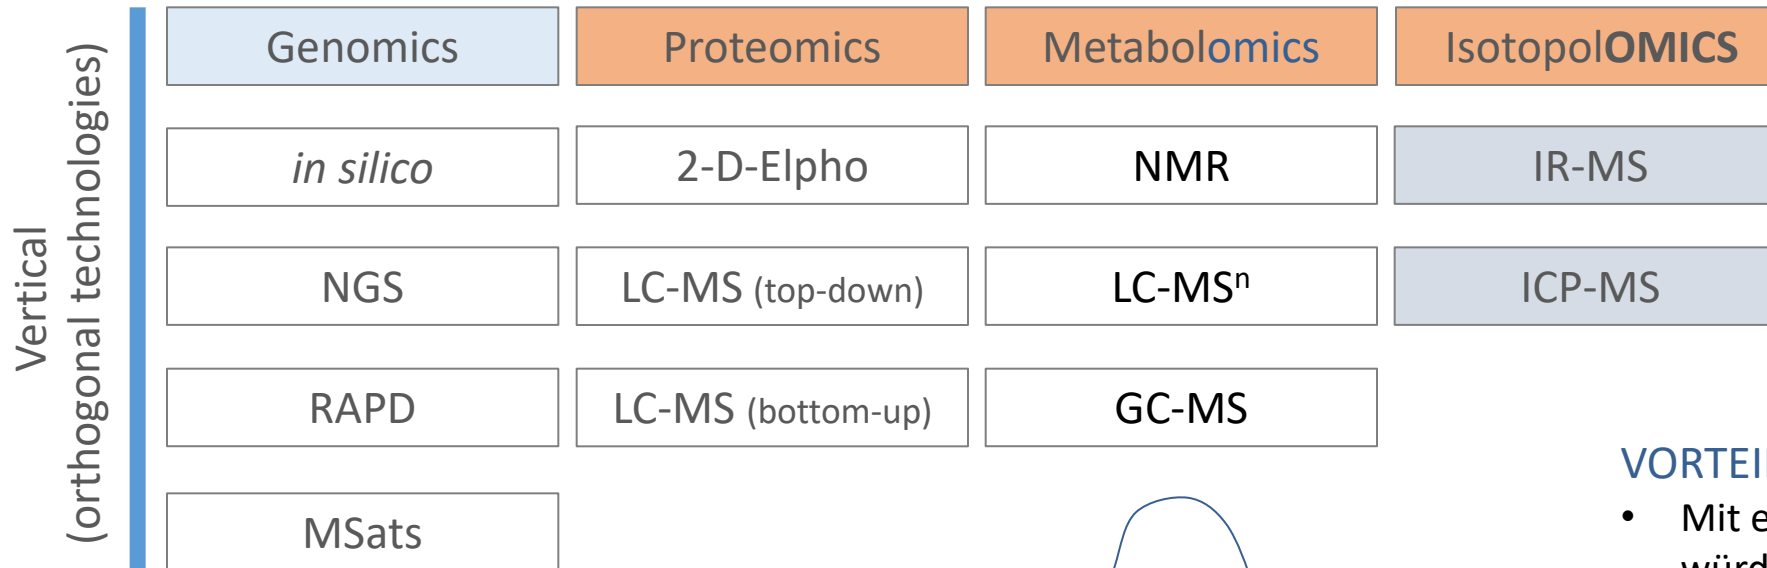 Vertical
(orthogonal technologies)
Genomics
Proteomics
Metabolomics
IsotopolOMICS
in silico
2-D-Elpho
NMR
IR-MS
NGS
LC-MS (top-down)
LC-MSⁿ
ICP-MS
RAPD
LC-MS (bottom-up)
GC-MS
MSats
• Mit